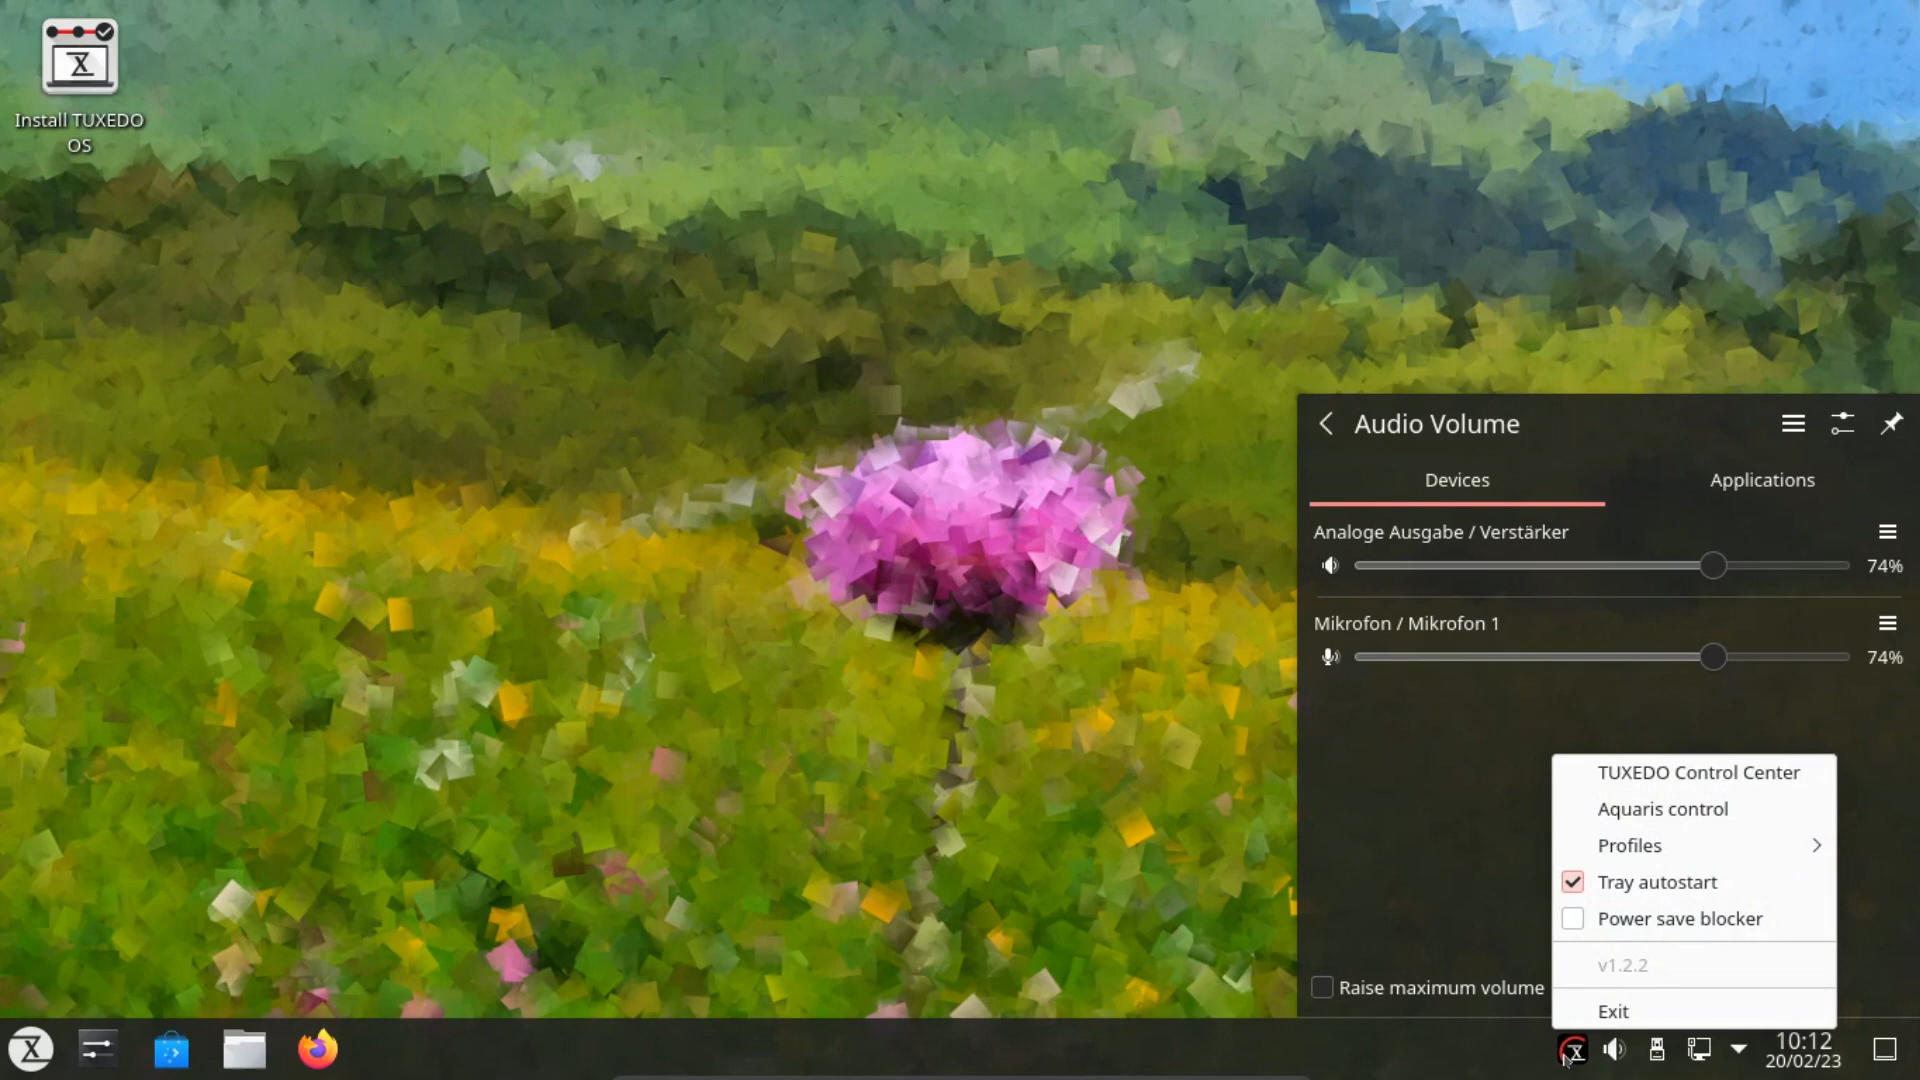 Install TUXEDO
OS
Audio Volume
Devices
Applications
Analoge Ausgabe / Verstärker
74%
Mikrofon / Mikrofon 1
74%
Raise maximum volume
TUXEDO Control Center
Aquaris control
Profiles
Tray autostart
Power save blocker
v1.2.2
Exit
10:12
20/02/23